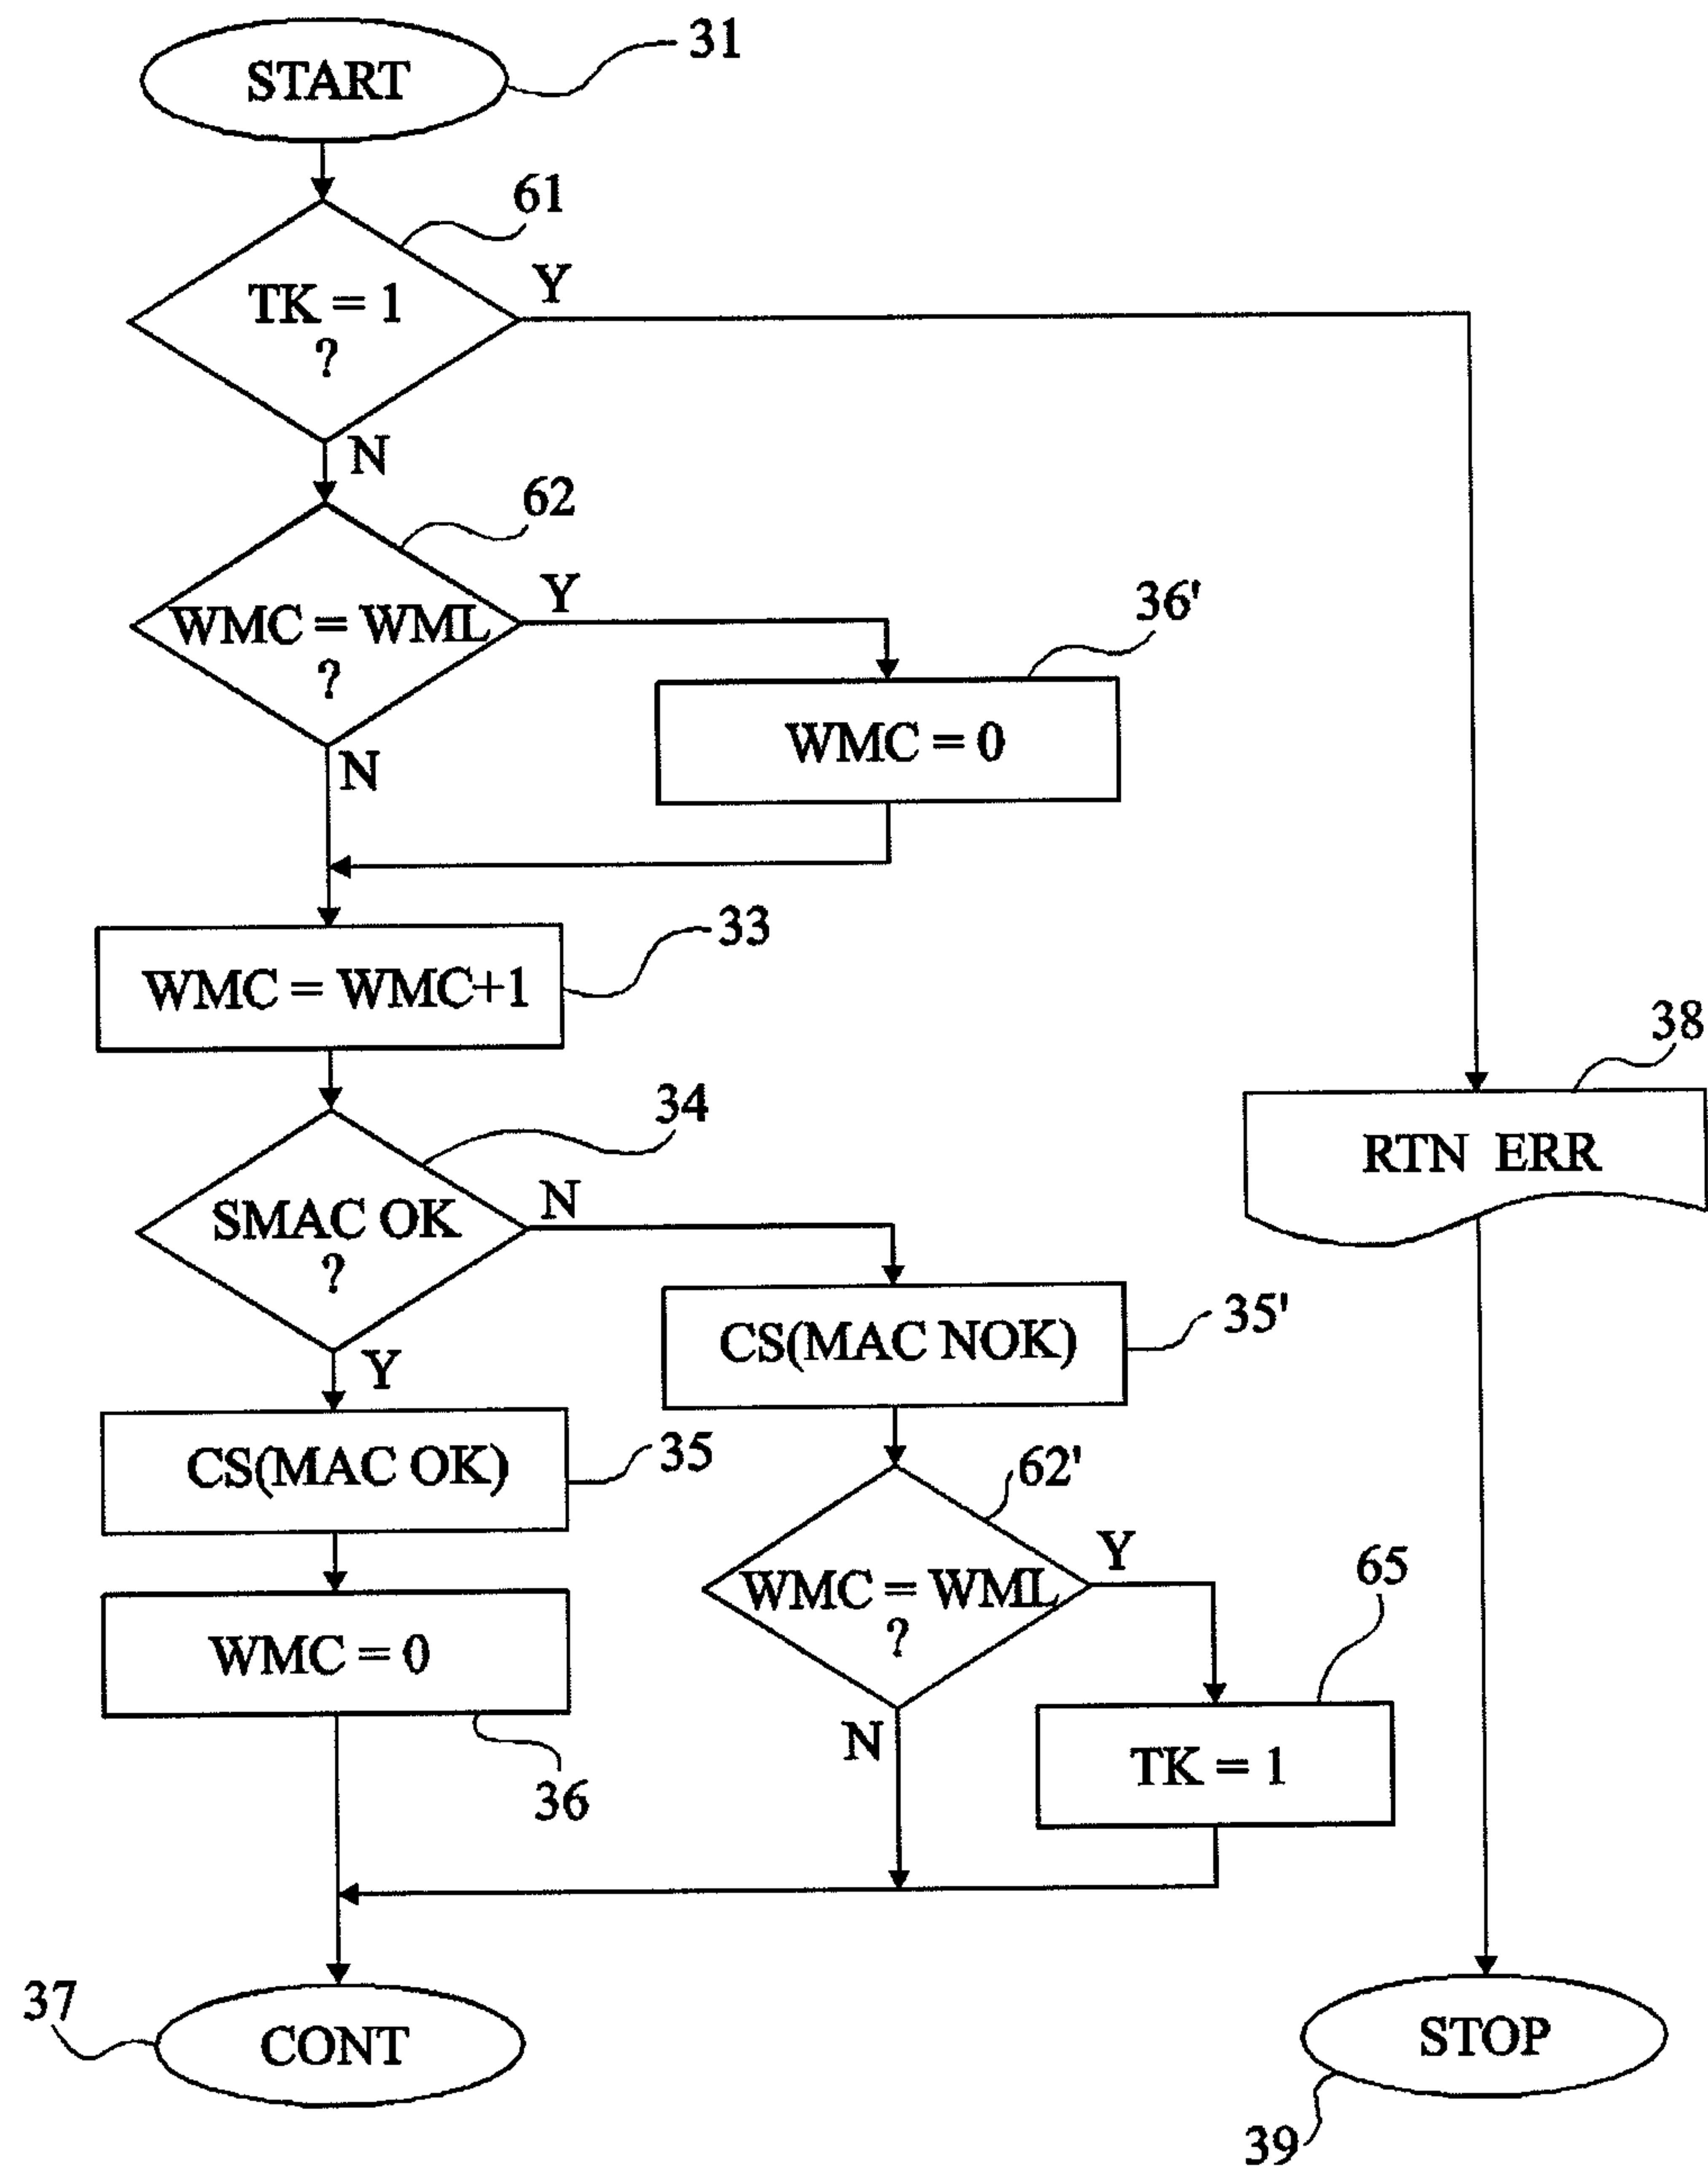 START
31
61
TK = 1
?
Y
N
62
WMC = WML
?
Y
36'
WMC = 0
N
33
WMC = WMC+1
38
RTN ERR
34
SMAC OK
?
N
35'
CS(MAC NOK)
Y
35
CS(MAC OK)
62'
WMC = WML
?
Y
65
WMC = 0
36
N
TK = 1
37
CONT
STOP
39